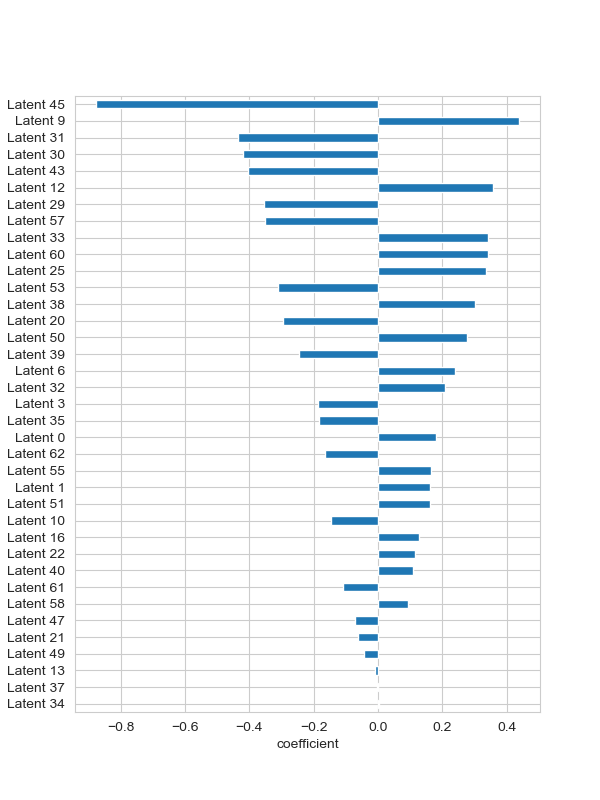 Latent 45
Latent 9
Latent 31
Latent 30
Latent 43
Latent 12
Latent 29
Latent 57
Latent 33
Latent 60
Latent 25
Latent 53
Latent 38
Latent 20
Latent 50
Latent 39
Latent 6
Latent 32
Latent 3
Latent 35
Latent 0
Latent 62
Latent 55
Latent 1
Latent 51
Latent 10
Latent 16
Latent 22
Latent 40
Latent 61
Latent 58
Latent 47
Latent 21
Latent 49
Latent 13
Latent 37
Latent 34
−0.8 −0.6 −0.4 −0.2 0.0 0.2 0.4
coefficient